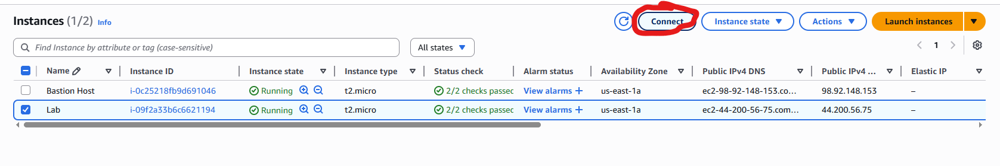 Instances (1/2) Info Connect Instance state Actions Launch instances
Find Instance by attribute or tag (case-sensitive) All states 1
Name Instance ID Instance state Instance type Status check Alarm status Availability Zone Public IPv4 DNS Public IPv4 ... Elastic IP
Bastion Host i-0c25218fb9d691046 Running t2.micro 2/2 checks passed View alarms + us-east-1a ec2-98-92-148-153.co... 98.92.148.153 –
Lab i-09f2a33b6c6621194 Running t2.micro 2/2 checks passed View alarms + us-east-1a ec2-44-200-56-75.com... 44.200.56.75 –